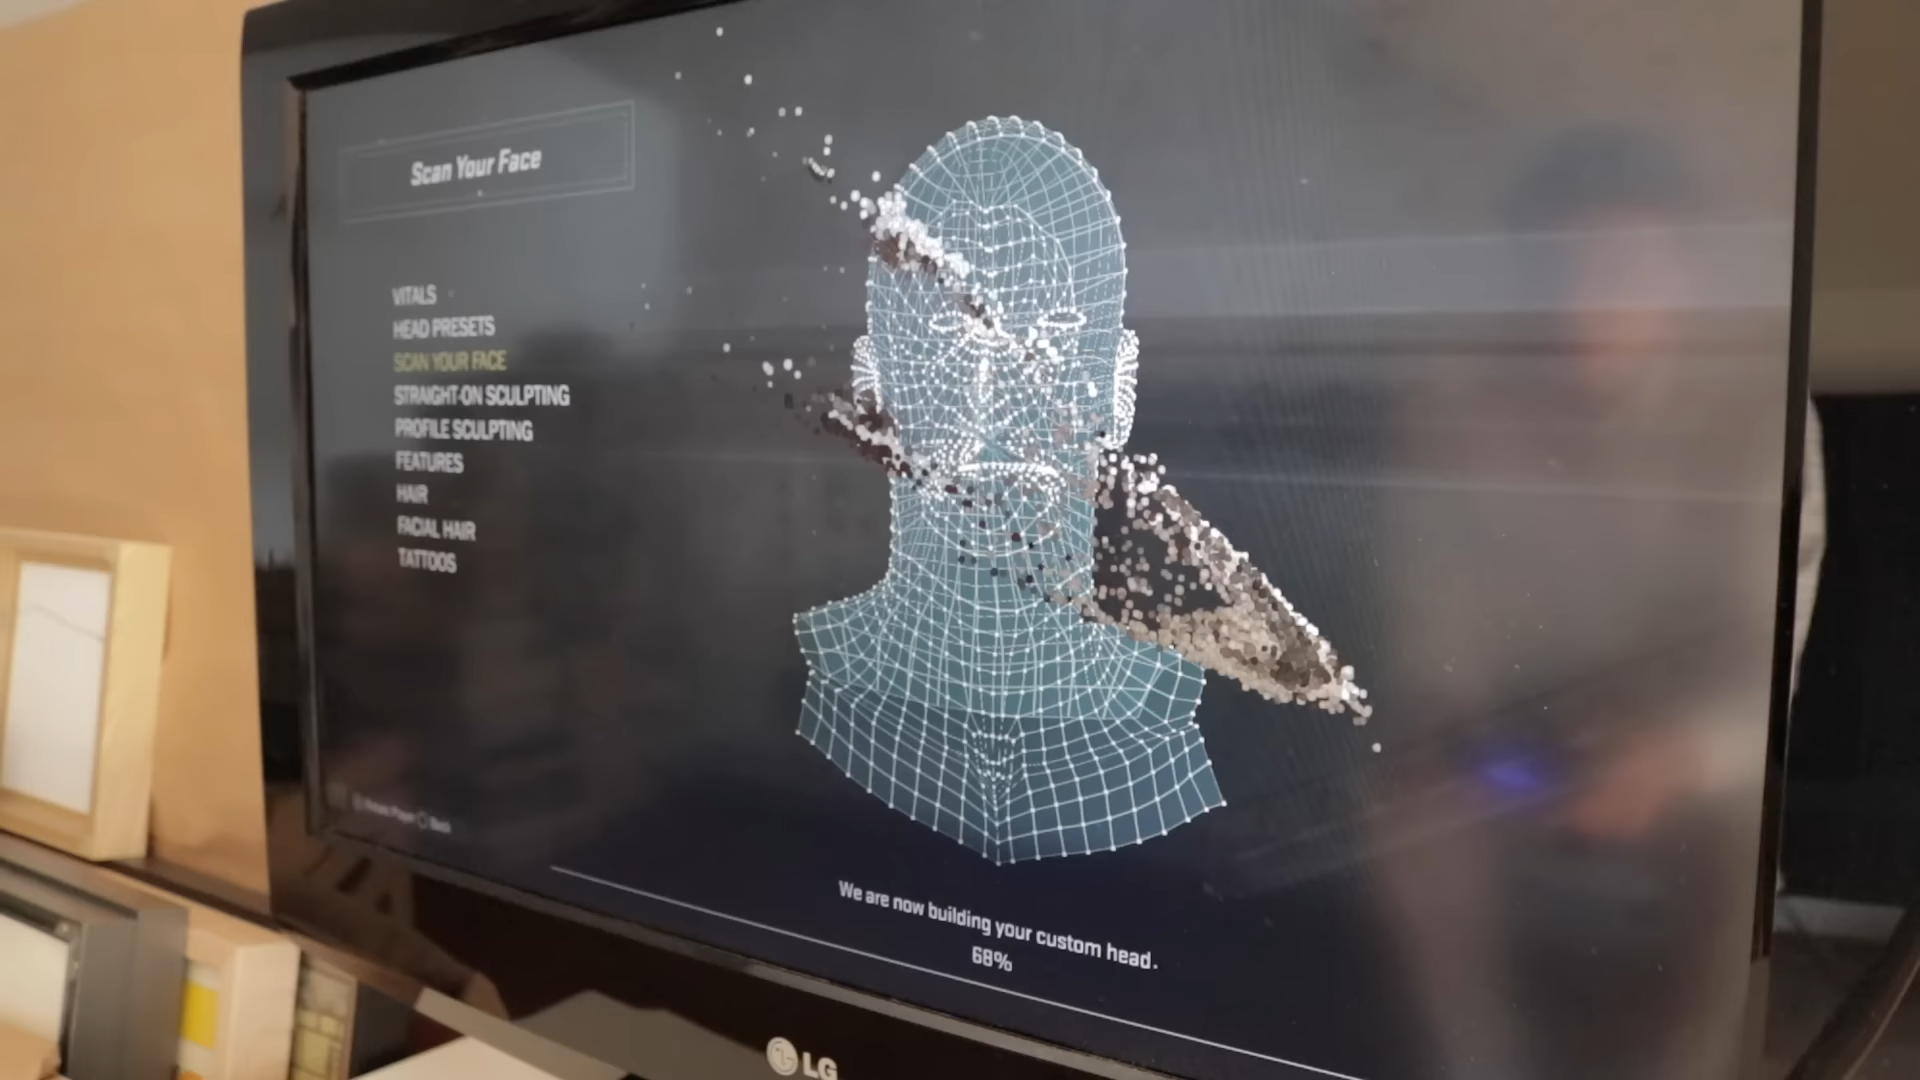 Scan Your Face
VITALS
HEAD PRESETS
SCAN YOUR FACE
STRAIGHT-ON SCULPTING
PROFILE SCULPTING
FEATURES
HAIR
FACIAL HAIR
TATTOOS
Back
We are now building your custom head.
68%
LG